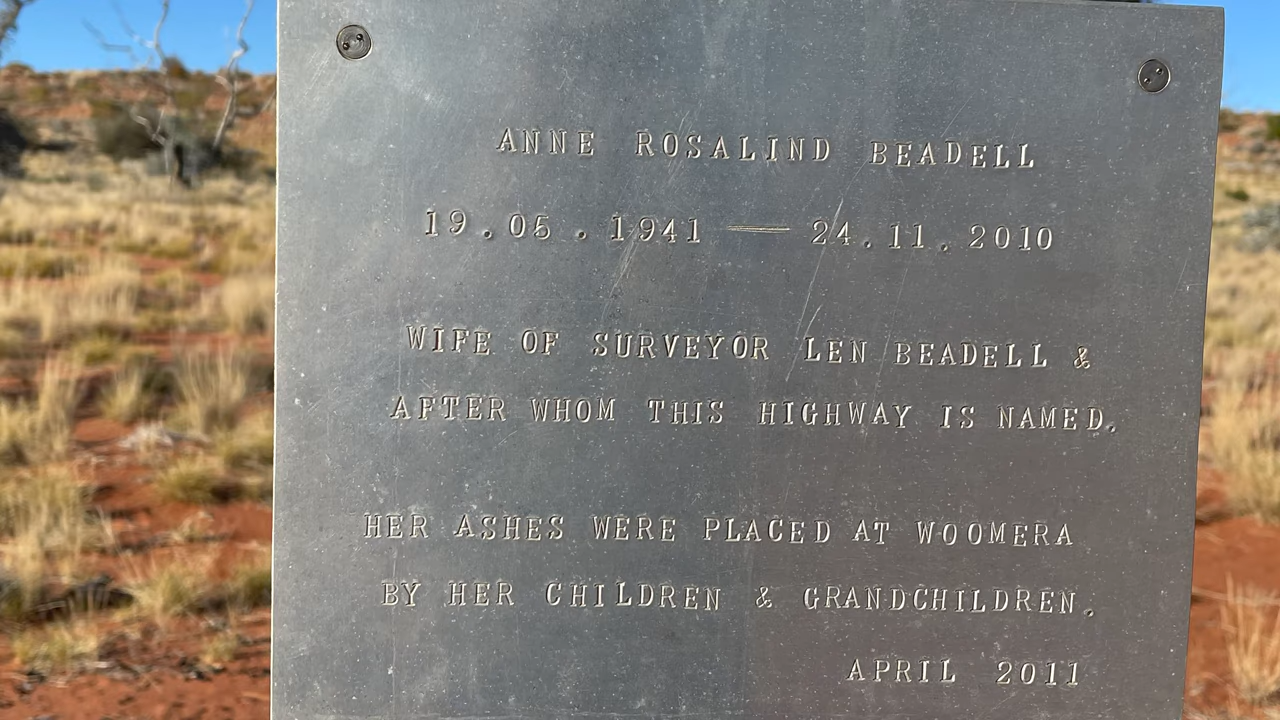 ANNE ROSALIND BEADELL
19.05.1941 — 24.11.2010
WIFE OF SURVEYOR LEN BEADELL &
AFTER WHOM THIS HIGHWAY IS NAMED.
HER ASHES WERE PLACED AT WOOMERA
BY HER CHILDREN & GRANDCHILDREN.
APRIL 2011